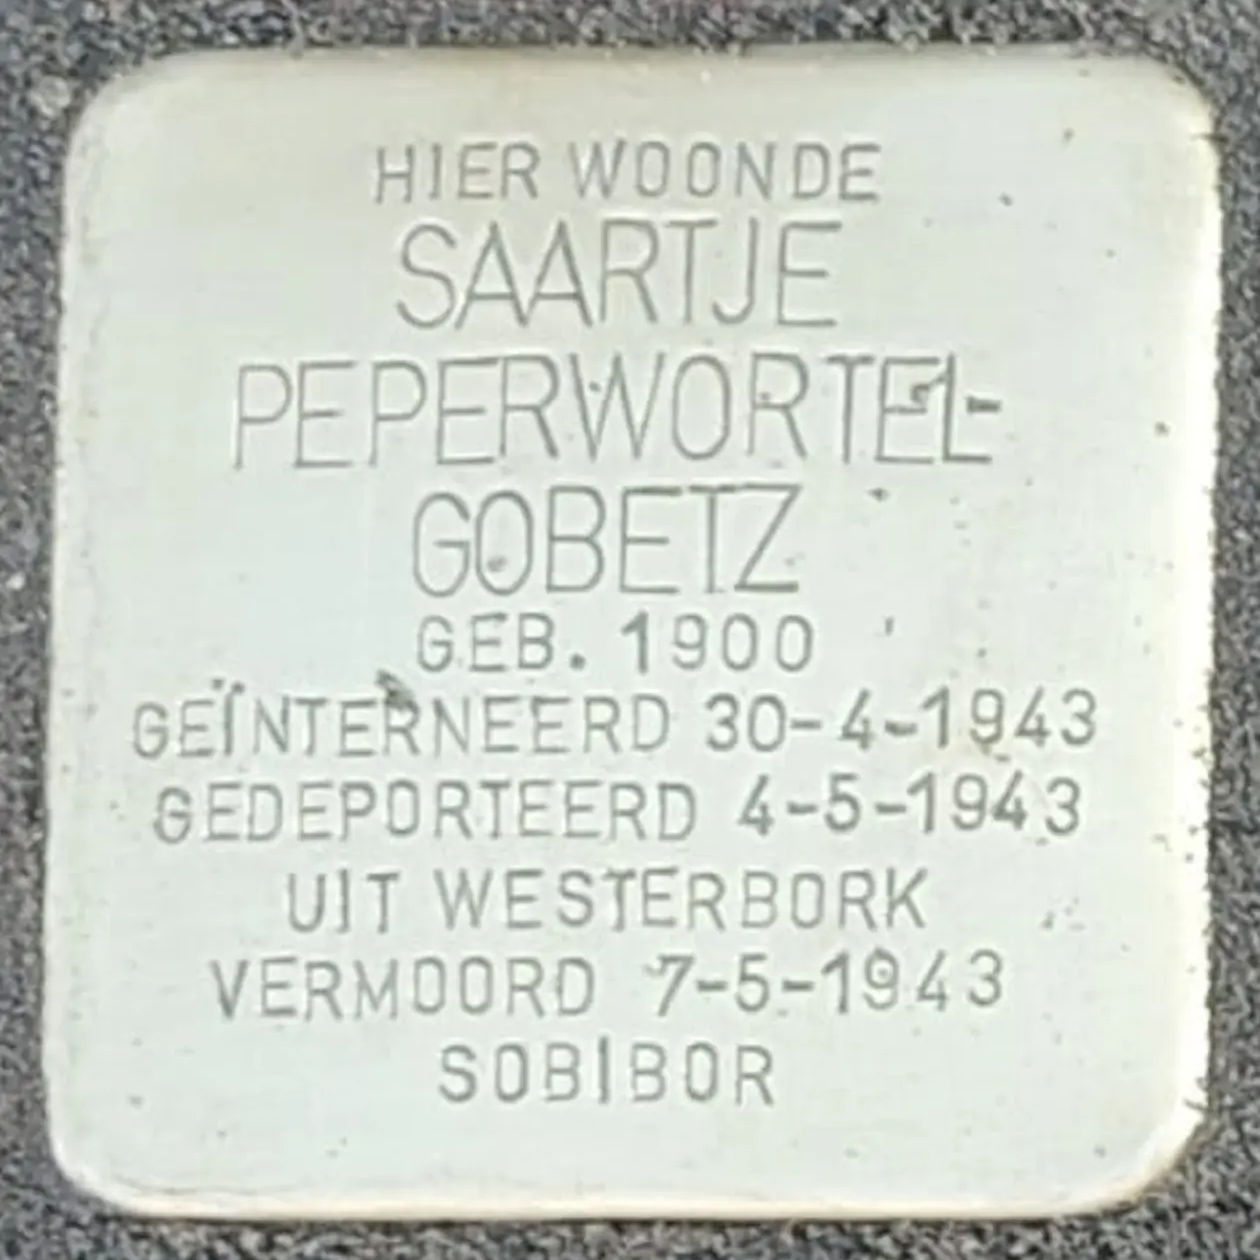 HIER WOONDE
SAARTJE
PEPERWORTEL-
GOBETZ
GEB. 1900
GEÏNTERNEERD 30-4-1943
GEDEPORTEERD 4-5-1943
UIT WESTERBORK
VERMOORD 7-5-1943
SOBIBOR